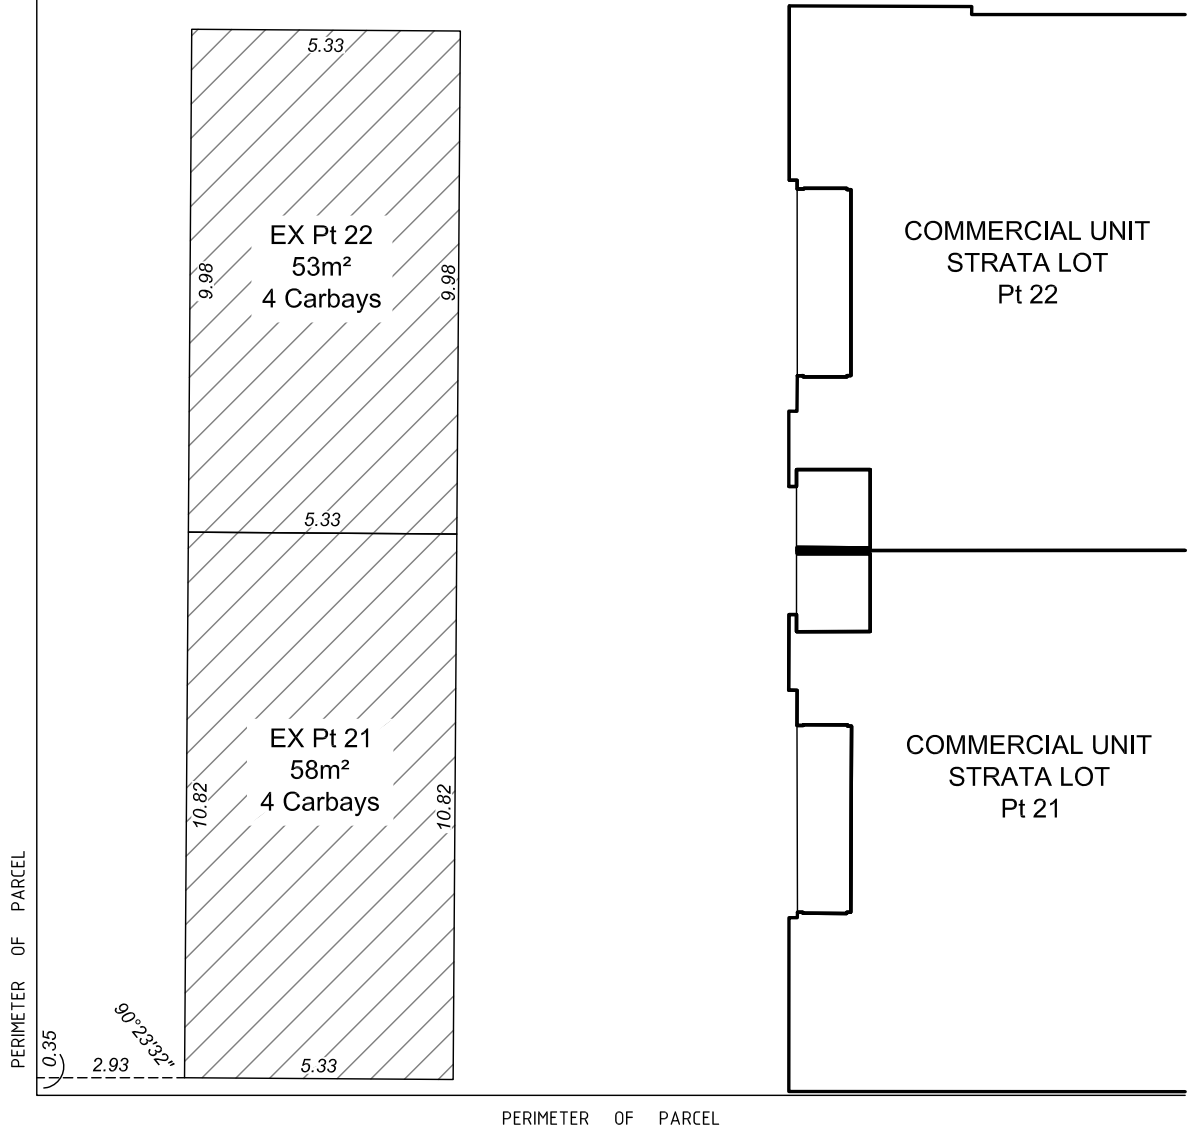 5.33
EX Pt 22
53m²
4 Carbays
9.98
9.98
COMMERCIAL UNIT
STRATA LOT
Pt 22
5.33
EX Pt 21
58m²
4 Carbays
10.82
10.82
COMMERCIAL UNIT
STRATA LOT
Pt 21
PERIMETER OF PARCEL
0.35
2.93
90°23'32"
5.33
PERIMETER OF PARCEL